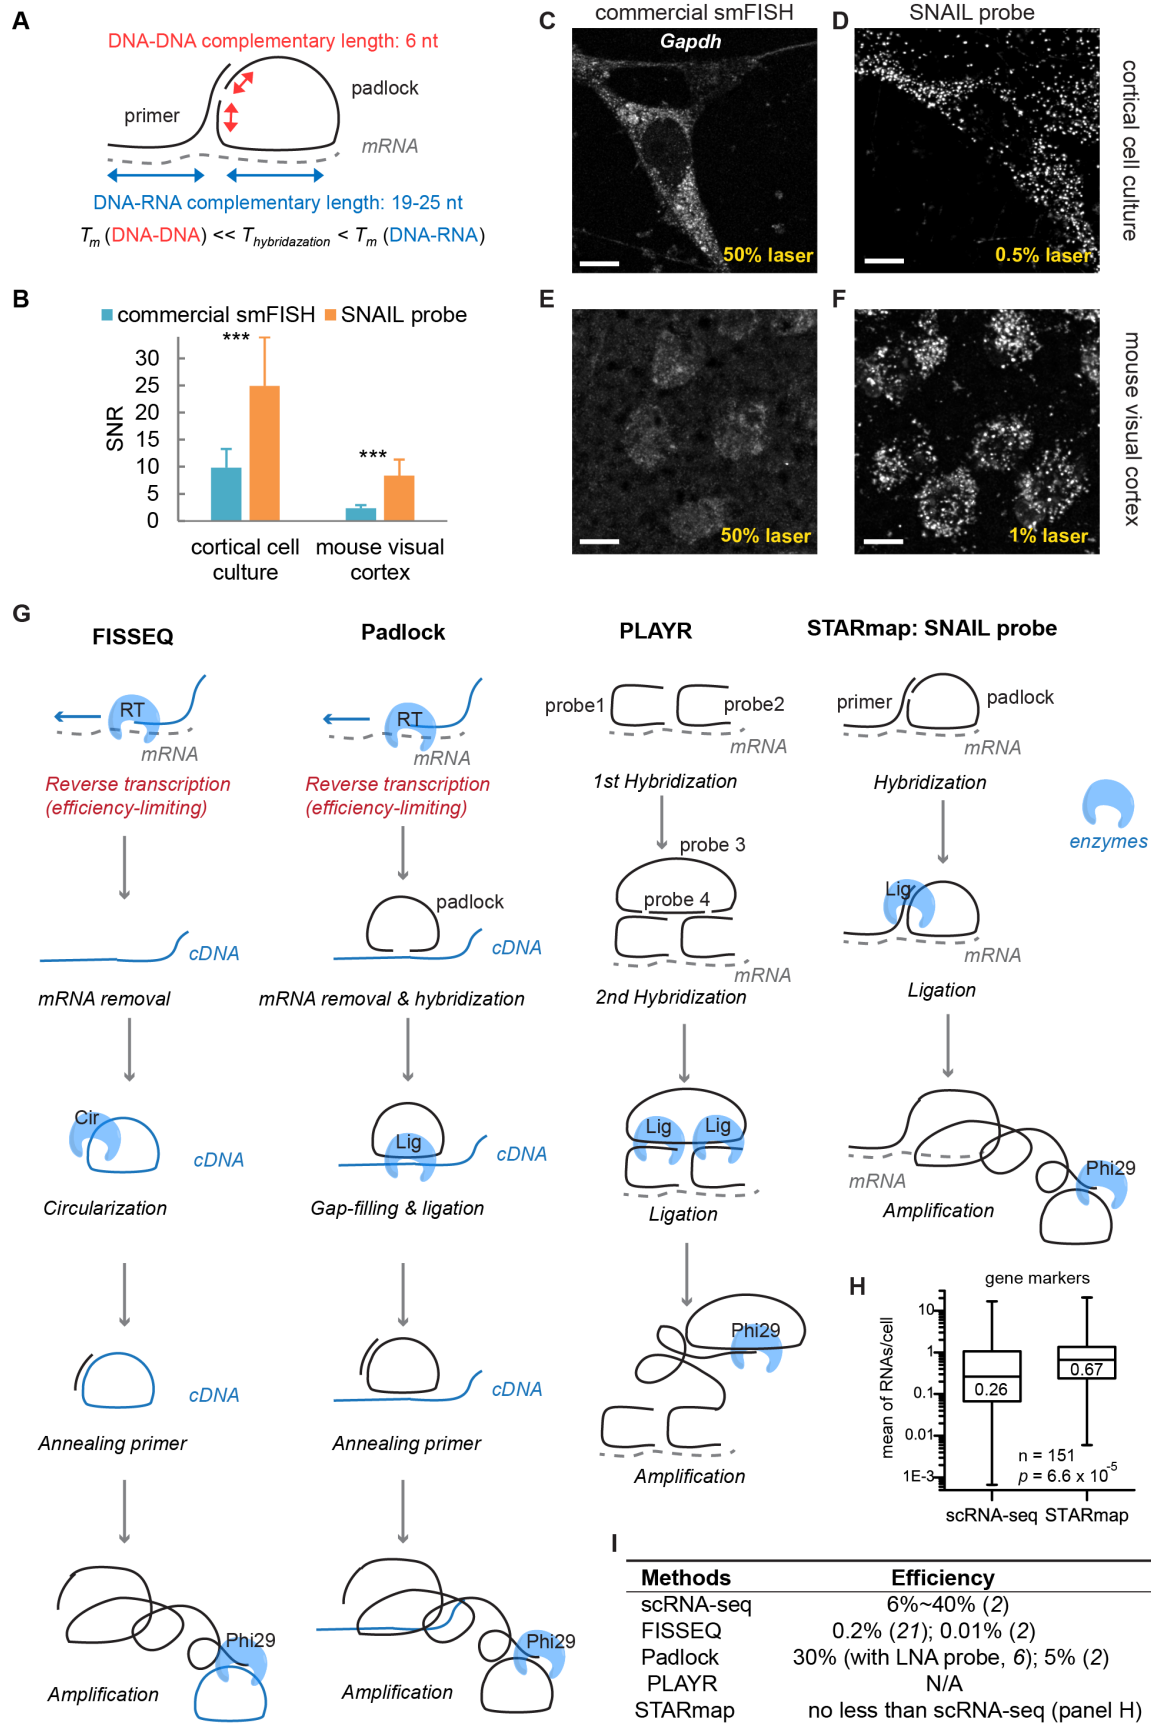 A
DNA-DNA complementary length: 6 nt
primer
padlock
mRNA
DNA-RNA complementary length: 19-25 nt
Tm (DNA-DNA) << Thybridazation < Tm (DNA-RNA)
B
commercial smFISH SNAIL probe
SNR
30
25
20
15
10
5
0
***
***
cortical cell culture
mouse visual cortex
commercial smFISH
SNAIL probe
C
Gapdh
50% laser
D
0.5% laser
cortical cell culture
E
50% laser
F
1% laser
mouse visual cortex
G
FISSEQ
RT
mRNA
Reverse transcription
(efficiency-limiting)
cDNA
mRNA removal
Cir
cDNA
Circularization
cDNA
Annealing primer
Phi29
Amplification
Padlock
RT
mRNA
Reverse transcription
(efficiency-limiting)
padlock
cDNA
mRNA removal & hybridization
Lig
cDNA
Gap-filling & ligation
cDNA
Annealing primer
Phi29
Amplification
PLAYR
probe1
probe2
mRNA
1st Hybridization
probe 3
probe 4
mRNA
2nd Hybridization
Lig
Lig
Ligation
Phi29
Amplification
STARmap: SNAIL probe
primer
padlock
mRNA
Hybridization
enzymes
Lig
mRNA
Ligation
mRNA
Phi29
Amplification
H
gene markers
mean of RNAs/cell
10
1
0.1
0.01
1E-3
0.26
0.67
n = 151
p = 6.6 x 10-5
scRNA-seq STARmap
I
Methods Efficiency
scRNA-seq 6%~40% (2)
FISSEQ 0.2% (21); 0.01% (2)
Padlock 30% (with LNA probe, 6); 5% (2)
PLAYR N/A
STARmap no less than scRNA-seq (panel H)